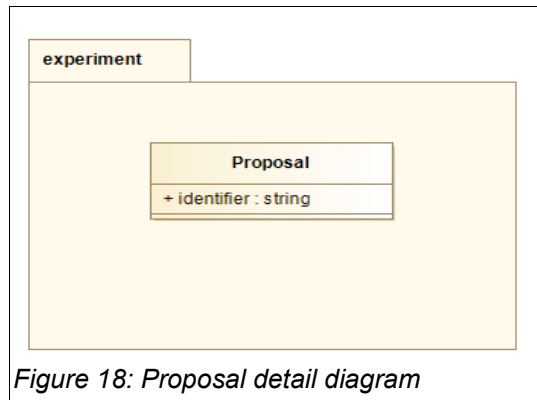 experiment
Proposal
+ identifier : string
Figure 18: Proposal detail diagram